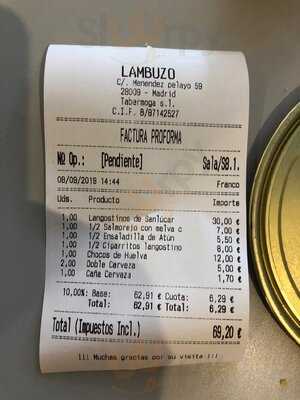 LAMBUZO
C/. Menendez pelayo 59
28009 - Madrid
Tabarmoga s.l.
C.I.F. B/87142527
FACTURA PROFORMA
Nº Op.: [Pendiente] Sala/S8.1.
08/09/2019 14:44 Franco
Uds. Producto Importe
1,00 Langostinos de Sanlúcar 30,00 €
1,00 1/2 Salmorejo con melva c 7,00 €
1,00 1/2 Ensaladilla de Atún 5,50 €
1,00 1/2 Cigarritos langostino 8,00 €
1,00 Chocos de Huelva 12,00 €
2,00 Doble Cerveza 5,00 €
1,00 Caña Cerveza 1,70 €
10,00% Base: 62,91 € Cuota: 6,29 €
Total: 62,91 € Total: 6,29 €
Total (Impuestos Incl.) 69,20 €
¡¡¡ Muchas gracias por su visita !!!